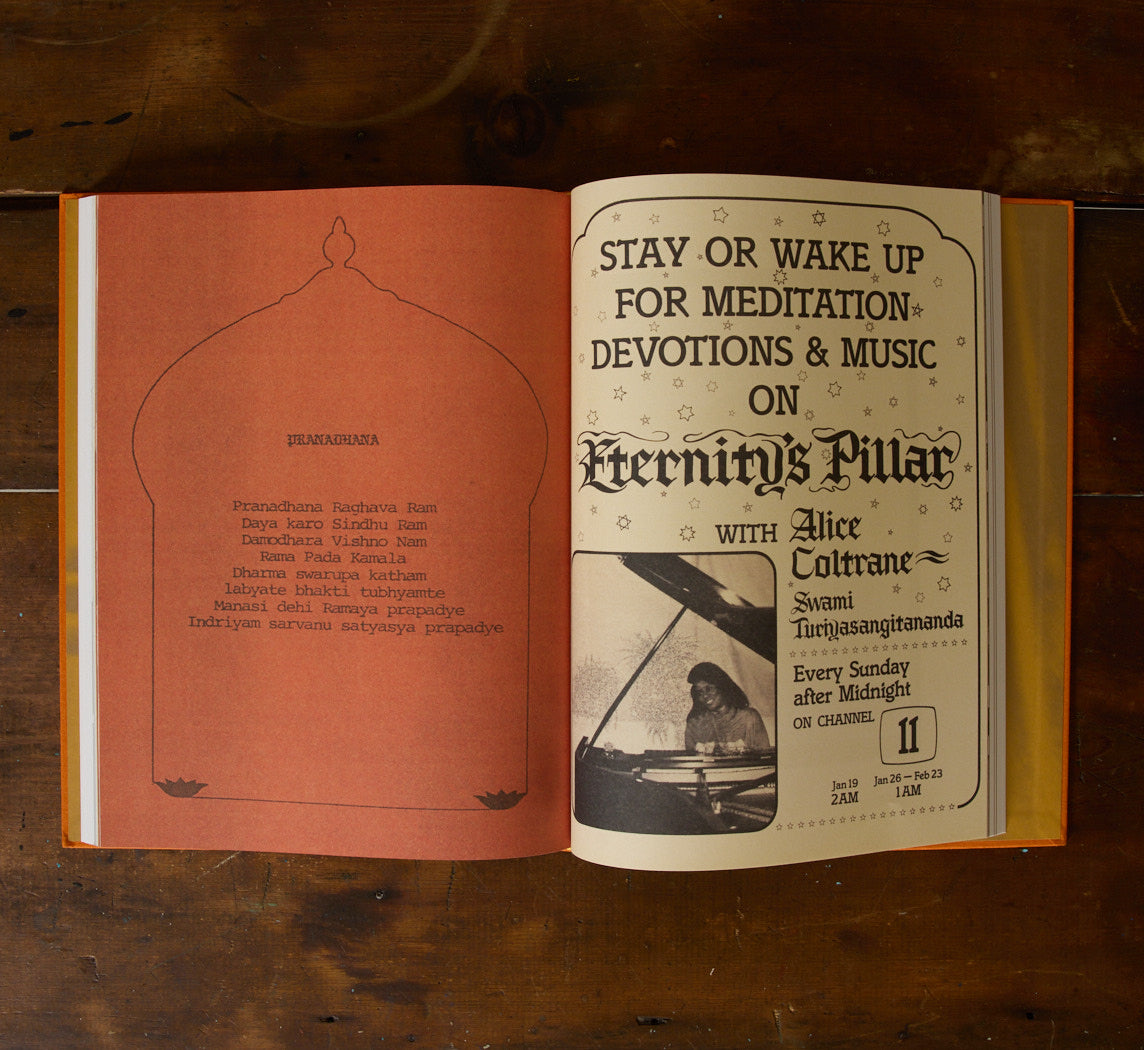 PRANADHANA
Pranadhana Raghava Ram
Daya karo Sindhu Ram
Damodhara Vishno Nam
Rama Pada Kamala
Dharma swarupa katham
labyate bhakti tubhyamte
Manasi dehi Ramaya prapadye
Indriyam sarvanu satyasya prapadye
STAY OR WAKE UP
FOR MEDITATION
DEVOTIONS & MUSIC
ON
Eternity's Pillar
WITH Alice
Coltrane
Swami
Turiyasangitananda
Every Sunday
after Midnight
ON CHANNEL 11
Jan 19 Jan 26 — Feb 23
2AM 1AM